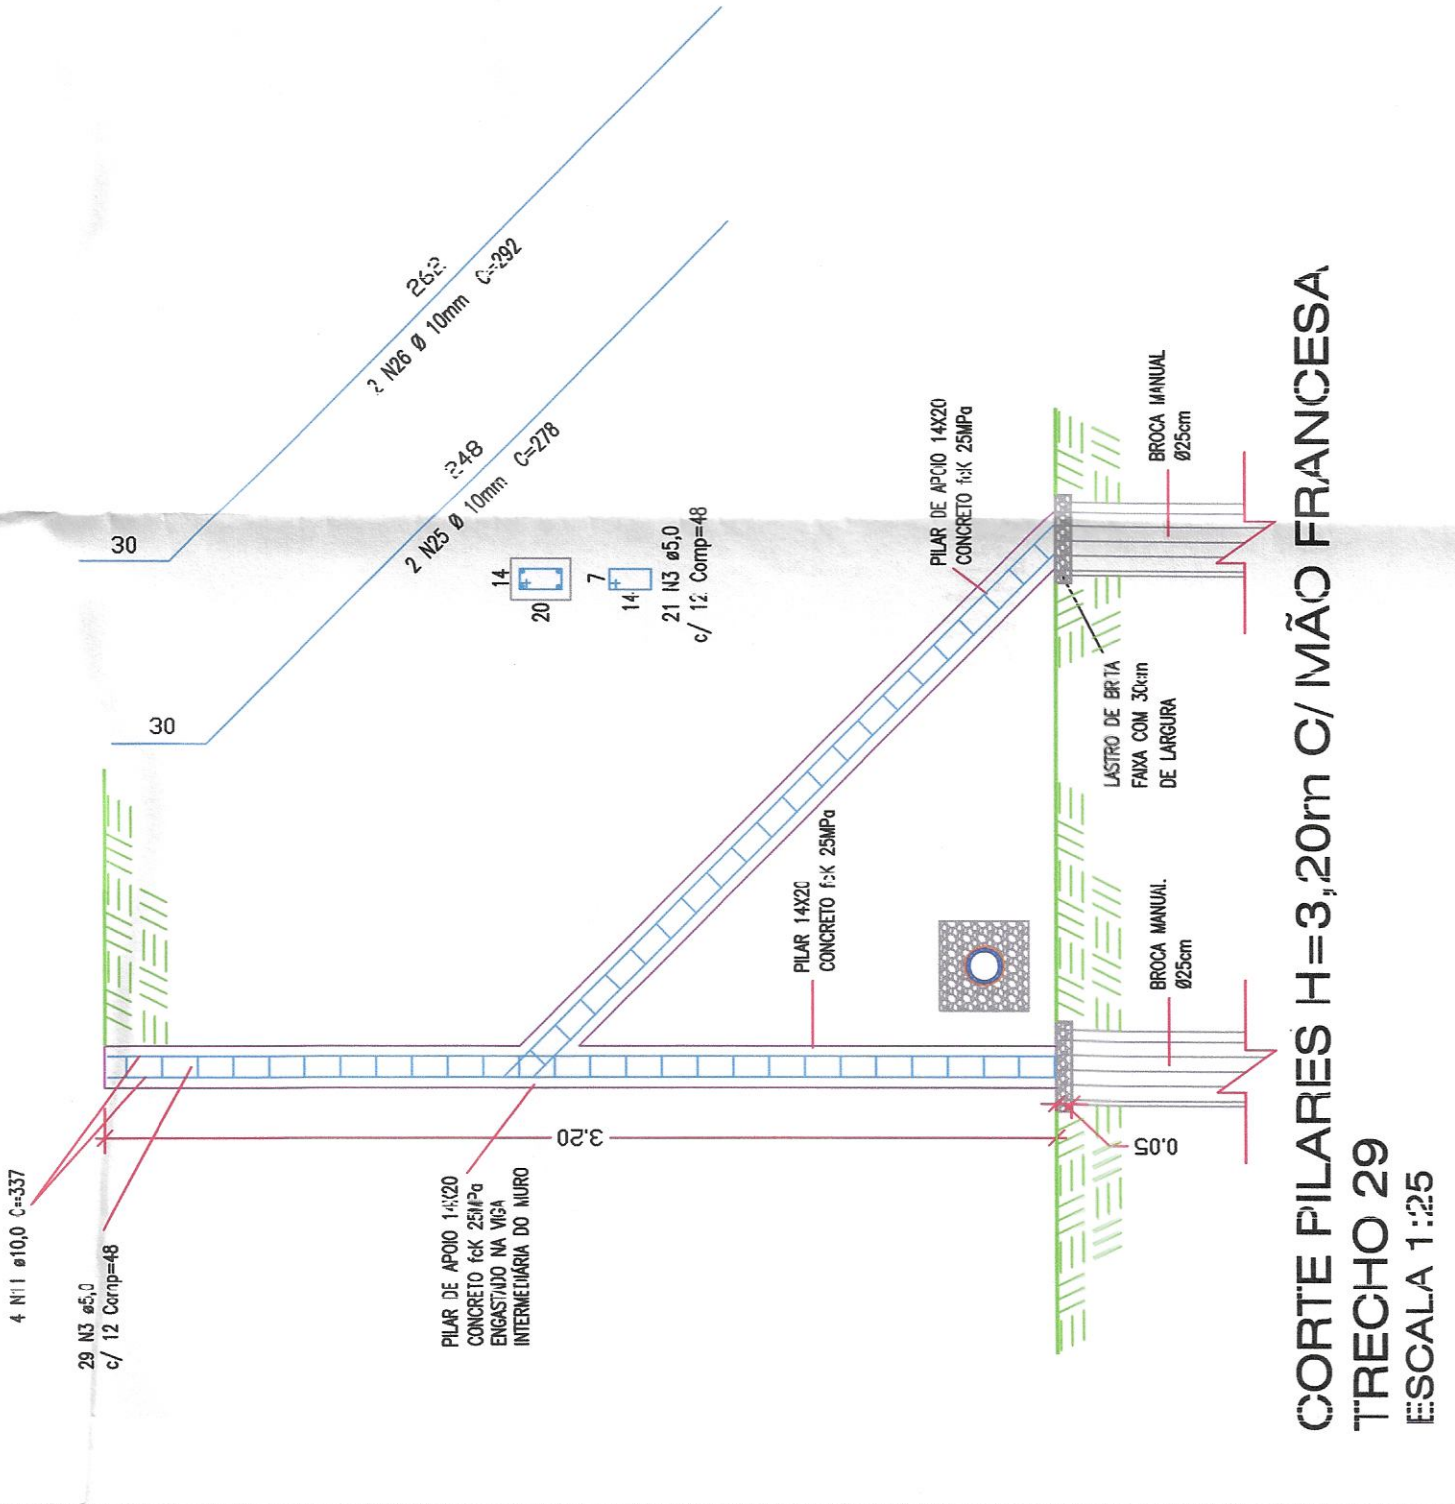 4 N11 ø10,0 C=337
29 N3 ø5,0
c/ 12 Comp=48
30
262
2 N26 Ø 10mm C=292
30
248
2 N25 Ø 10mm C=278
14
20
7
14
21 N3 ø5,0
c/ 12 Comp=48
PILAR DE APOIO 14X20
CONCRETO fcK 25MPa
ENGASTADO NA VIGA
INTERMEDIÁRIA DO MURO
3.20
PILAR 14X20
CONCRETO fcK 25MPa
PILAR DE APOIO 14X20
CONCRETO fcK 25MPa
0.05
BROCA MANUAL
Ø25cm
LASTRO DE BRITA
FAIXA COM 30cm
DE LARGURA
BROCA MANUAL
Ø25cm
CORTE PILARIES H=3,20m C/ MÃO FRANCESA
TRECHO 29
ESCALA 1:25